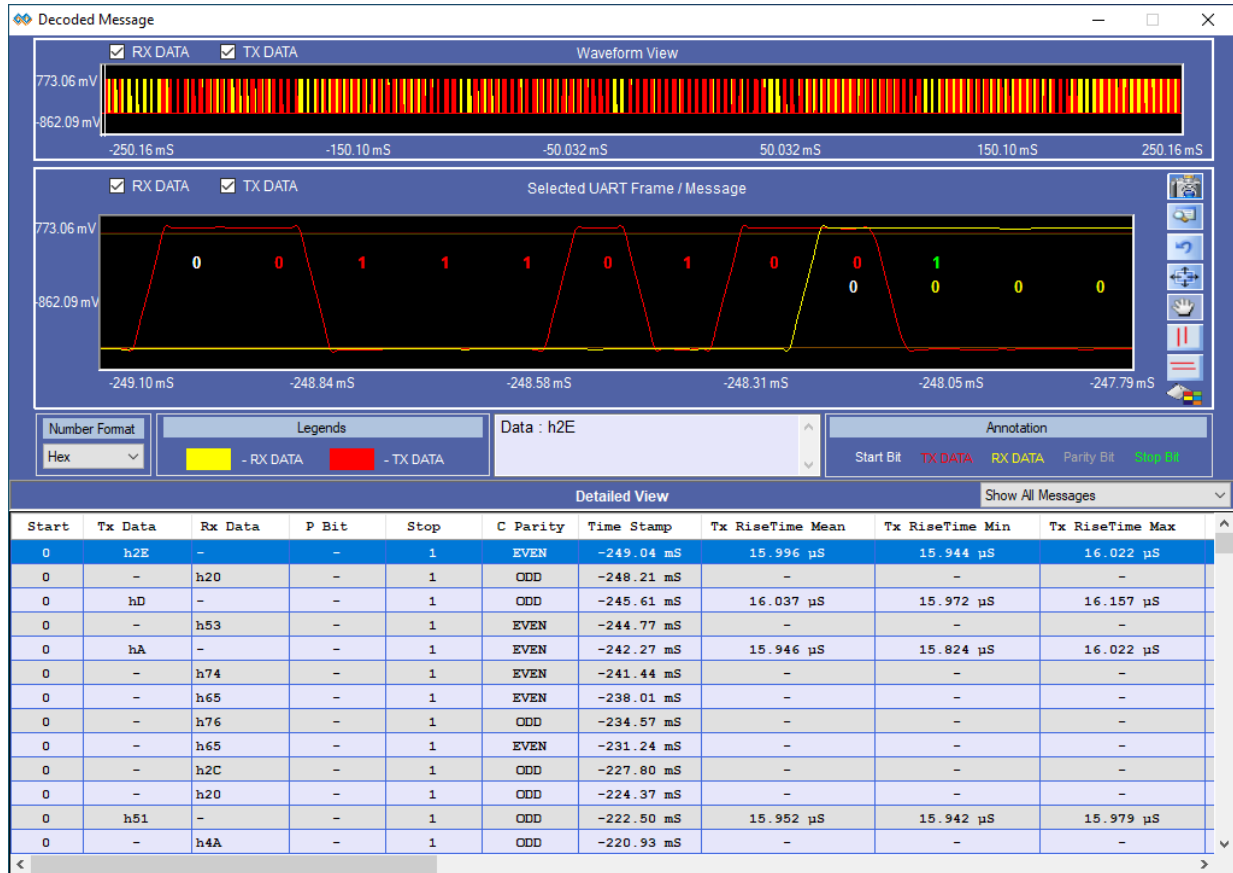 Decoded Message
RX DATA TX DATA Waveform View
773.06 mV
-862.09 mV
-250.16 mS -150.10 mS -50.032 mS 50.032 mS 150.10 mS 250.16 mS
RX DATA TX DATA Selected UART Frame / Message
773.06 mV
0 0 1 1 1 0 1 0 0 1
0 0 0 0
-862.09 mV
-249.10 mS -248.84 mS -248.58 mS -248.31 mS -248.05 mS -247.79 mS
Number Format Legends Data : h2E Annotation
Hex - RX DATA - TX DATA Start Bit TX DATA RX DATA Parity Bit Stop Bit
Detailed View Show All Messages
Start Tx Data Rx Data P Bit Stop C Parity Time Stamp Tx RiseTime Mean Tx RiseTime Min Tx RiseTime Max
0 h2E - - 1 EVEN -249.04 mS 15.996 µS 15.944 µS 16.022 µS
0 - h20 - 1 ODD -248.21 mS - - -
0 hD - - 1 ODD -245.61 mS 16.037 µS 15.972 µS 16.157 µS
0 - h53 - 1 EVEN -244.77 mS - - -
0 hA - - 1 EVEN -242.27 mS 15.946 µS 15.824 µS 16.022 µS
0 - h74 - 1 EVEN -241.44 mS - - -
0 - h65 - 1 EVEN -238.01 mS - - -
0 - h76 - 1 ODD -234.57 mS - - -
0 - h65 - 1 EVEN -231.24 mS - - -
0 - h2C - 1 ODD -227.80 mS - - -
0 - h20 - 1 ODD -224.37 mS - - -
0 h51 - - 1 ODD -222.50 mS 15.952 µS 15.942 µS 15.979 µS
0 - h4A - 1 ODD -220.93 mS - - -